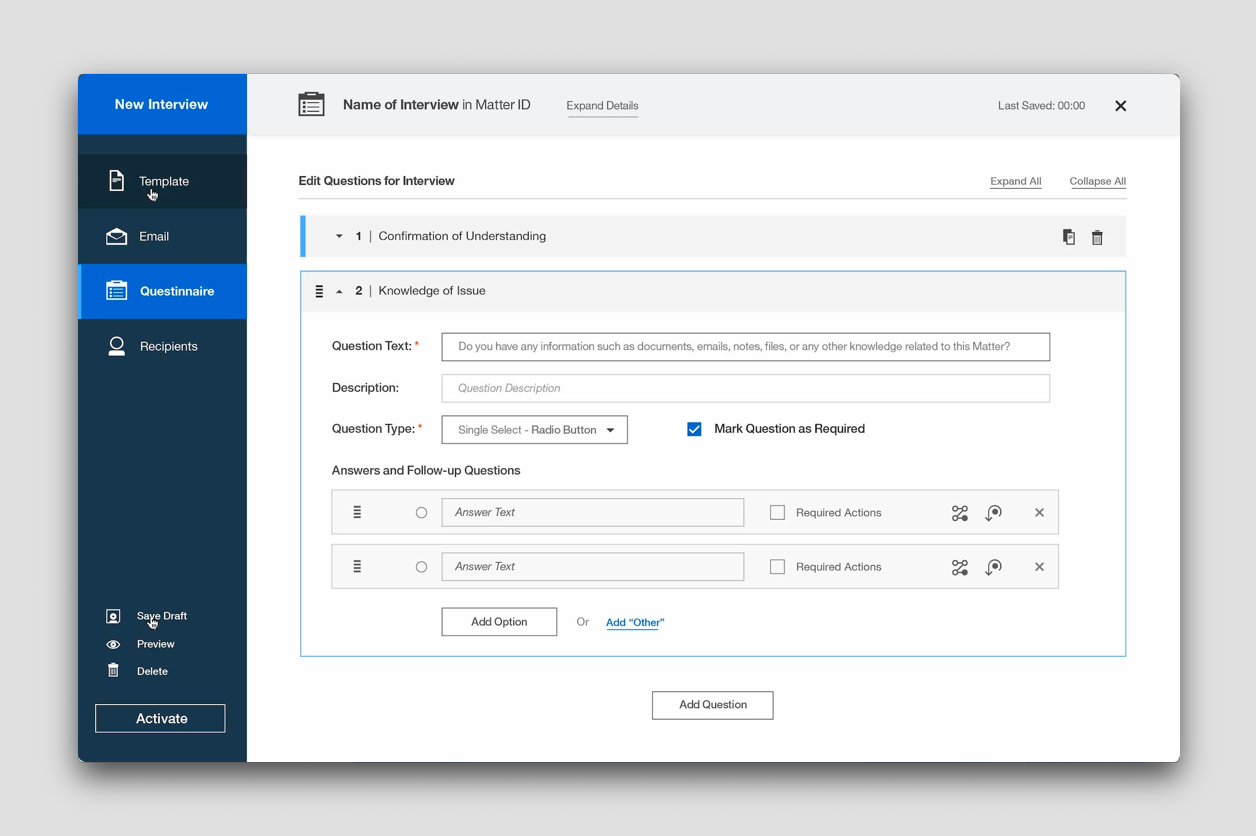 New Interview
Name of Interview in Matter ID
Expand Details
Last Saved: 00:00
Template
Email
Questinnaire
Recipients
Save Draft
Preview
Delete
Activate
Edit Questions for Interview
Expand All
Collapse All
1 | Confirmation of Understanding
2 | Knowledge of Issue
Question Text: *
Do you have any information such as documents, emails, notes, files, or any other knowledge related to this Matter?
Description:
Question Description
Question Type: *
Single Select - Radio Button
Mark Question as Required
Answers and Follow-up Questions
Answer Text
Required Actions
Answer Text
Required Actions
Add Option
Or
Add “Other”
Add Question